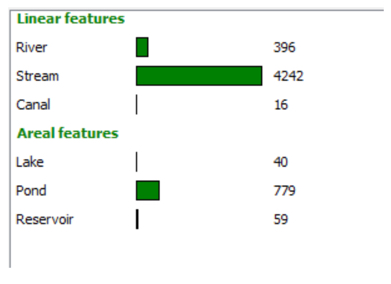 Linear features
River 396
Stream 4242
Canal 16
Areal features
Lake 40
Pond 779
Reservoir 59